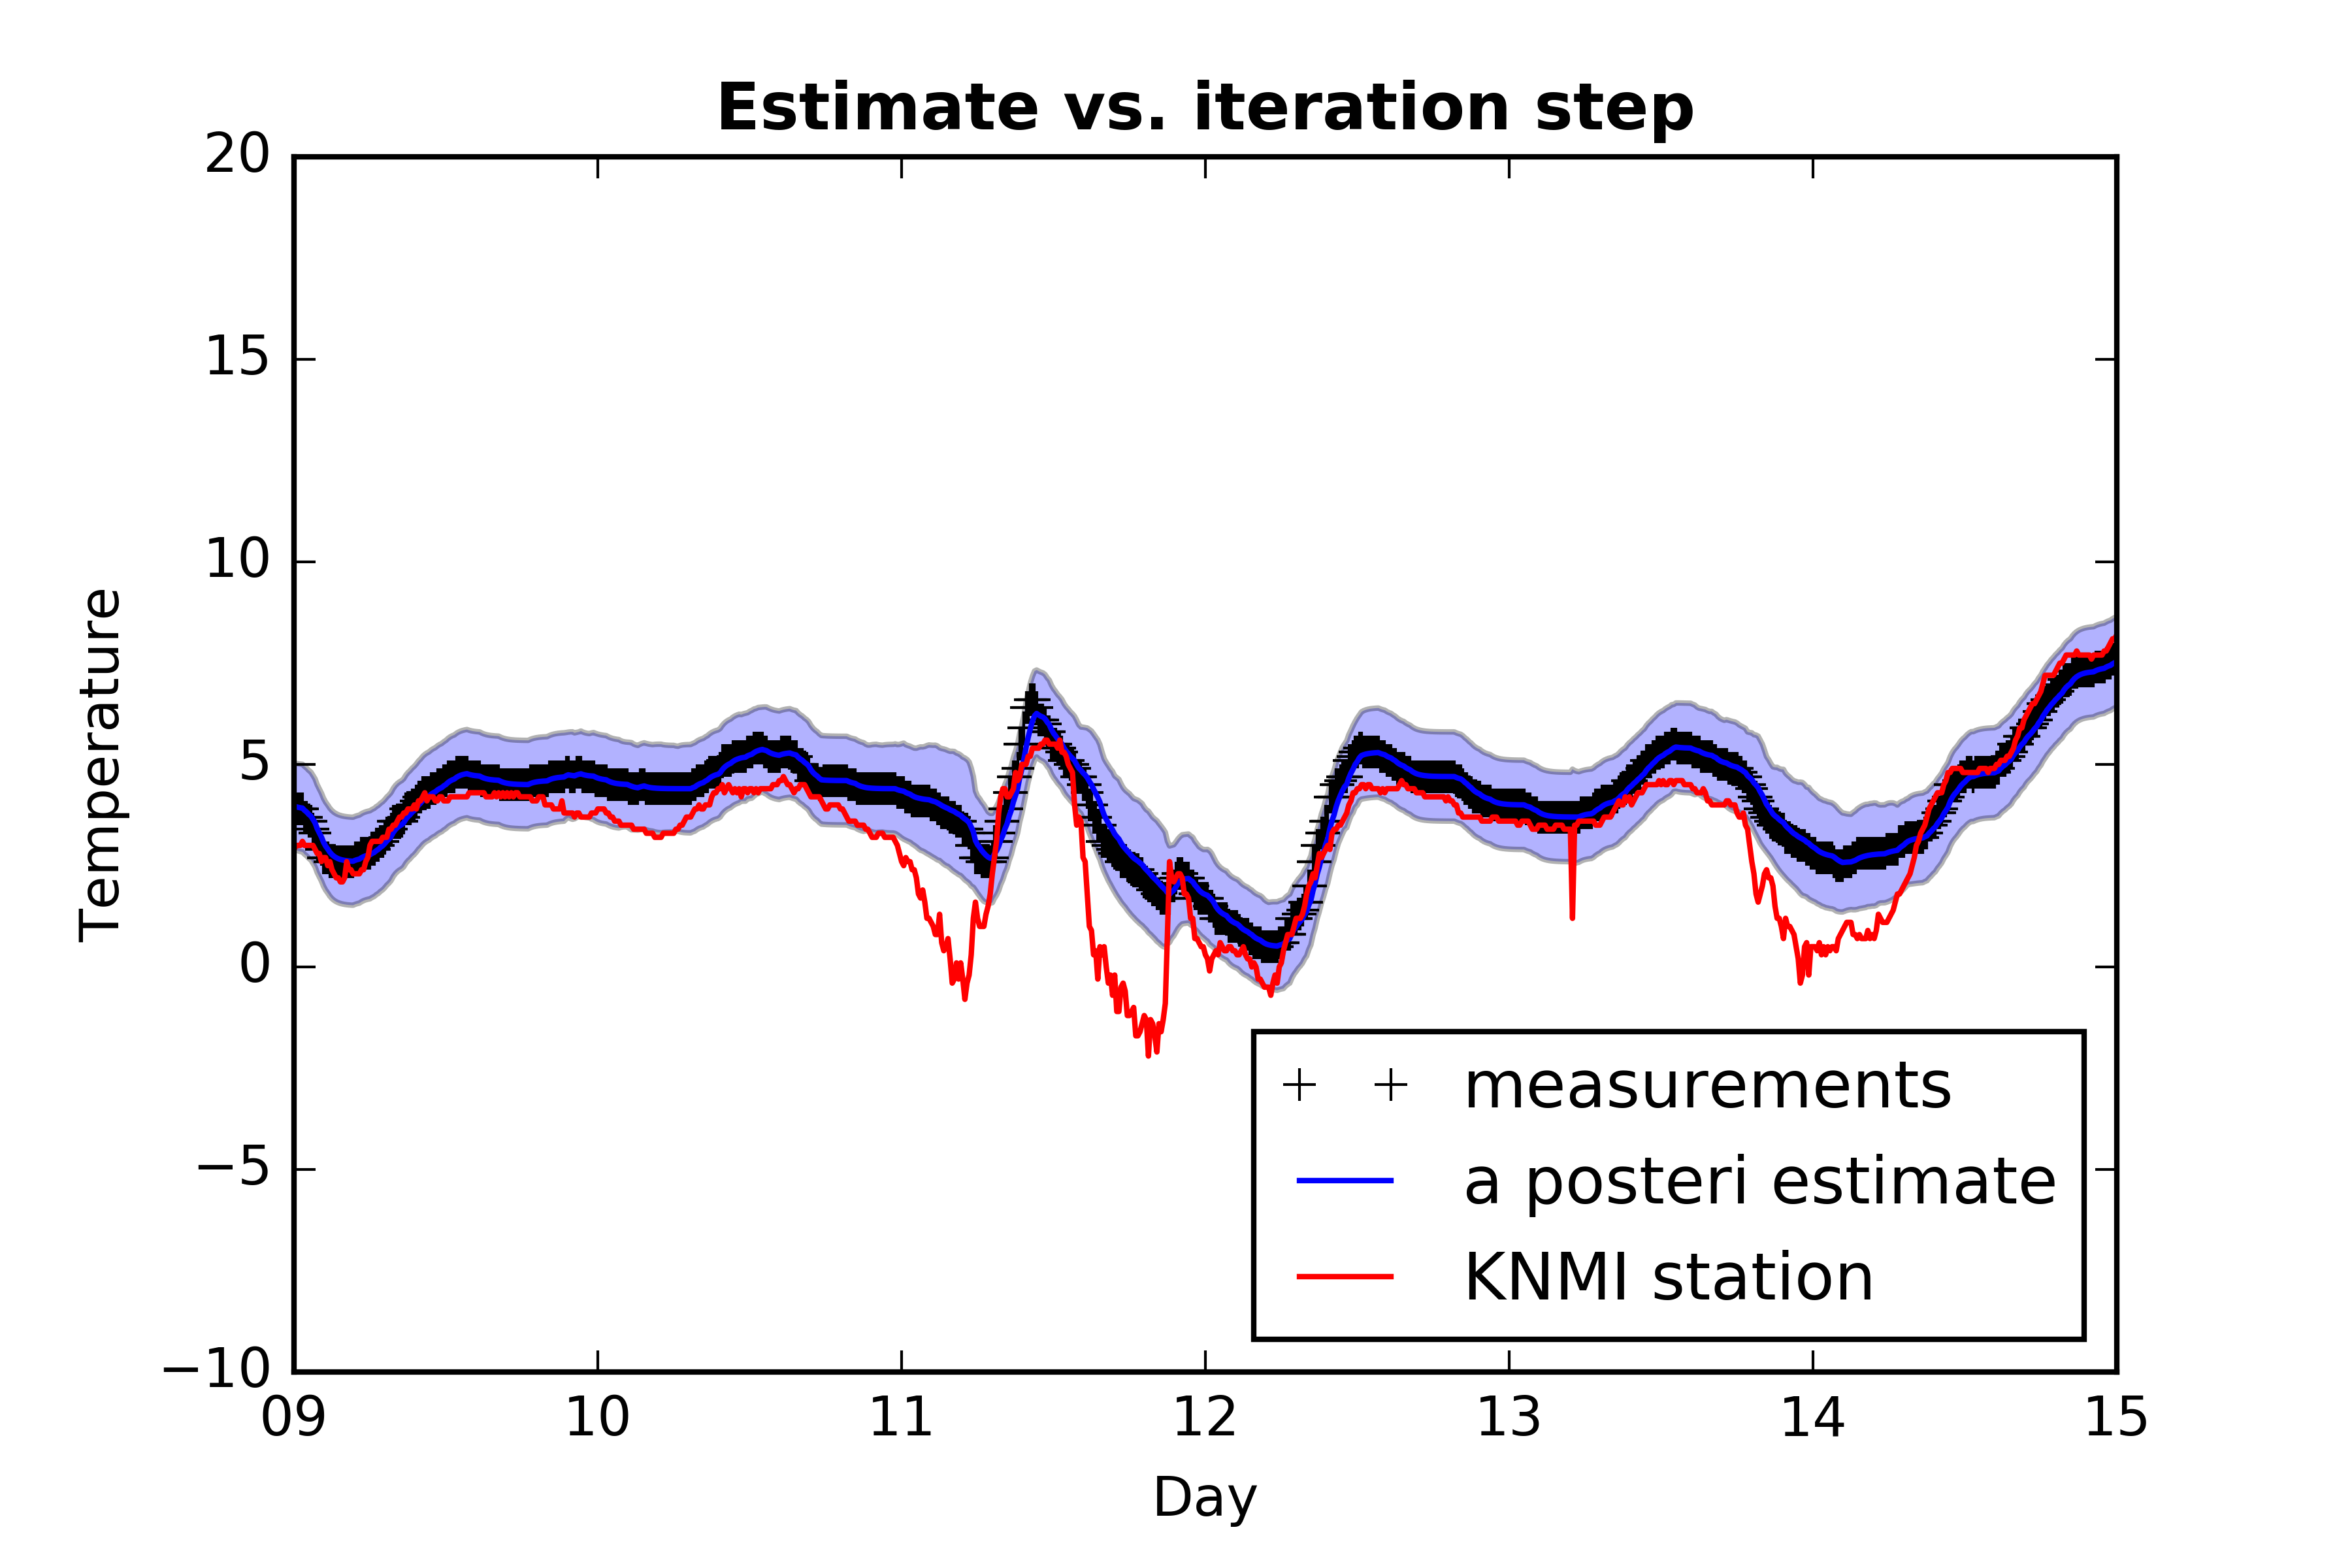 Estimate vs. iteration step
20
15
10
5
0
−5
−10
Temperature
measurements
a posteri estimate
KNMI station
09 10 11 12 13 14 15
Day